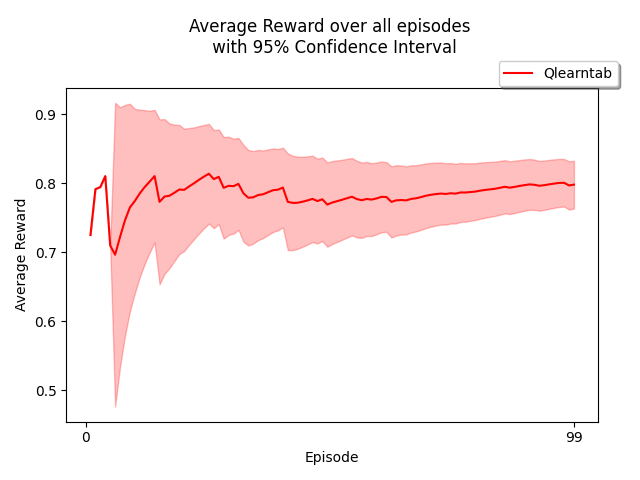 Average Reward over all episodes
with 95% Confidence Interval
Qlearntab
0.9
0.8
0.7
0.6
0.5
Average Reward
0 99
Episode